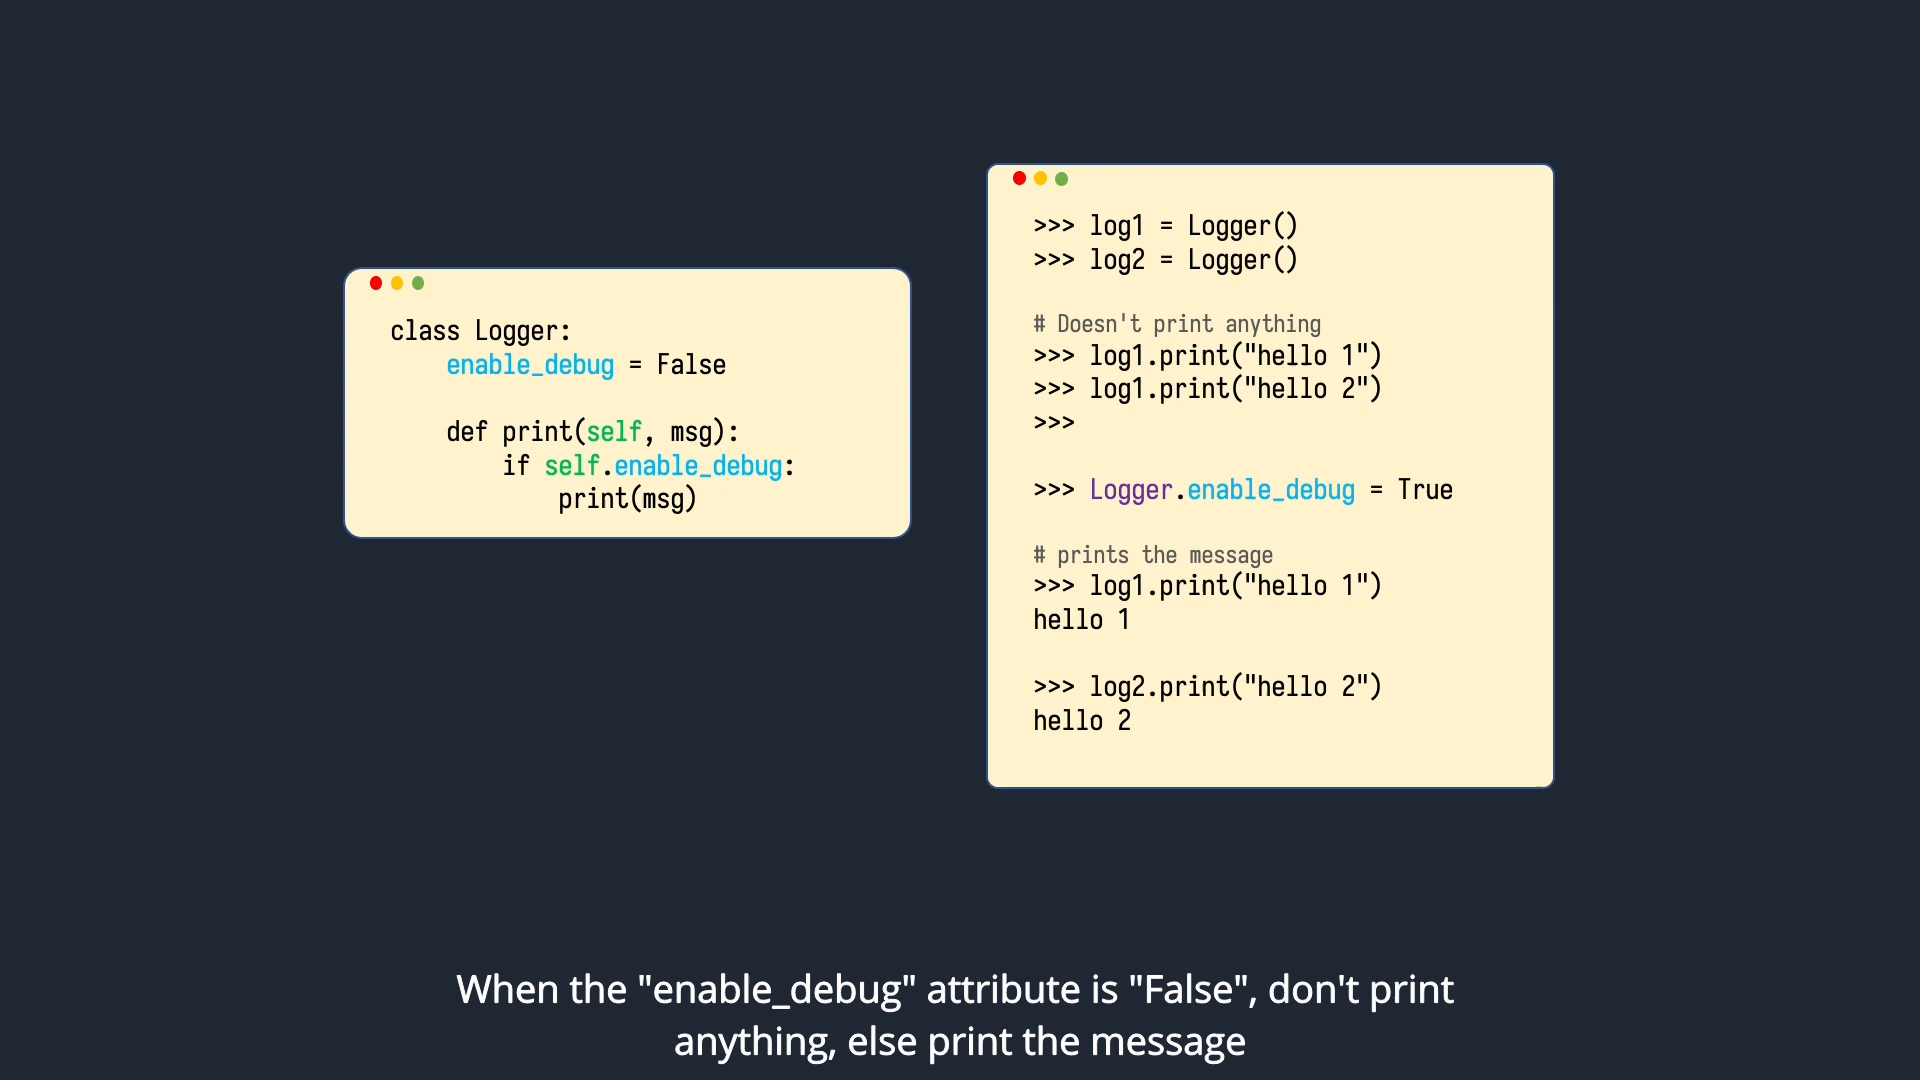 class Logger:
    enable_debug = False
    def print(self, msg):
        if self.enable_debug:
            print(msg)
>>> log1 = Logger()
>>> log2 = Logger()
# Doesn't print anything
>>> log1.print("hello 1")
>>> log1.print("hello 2")
>>>
>>> Logger.enable_debug = True
# prints the message
>>> log1.print("hello 1")
hello 1
>>> log2.print("hello 2")
hello 2
When the "enable_debug" attribute is "False", don't print
anything, else print the message